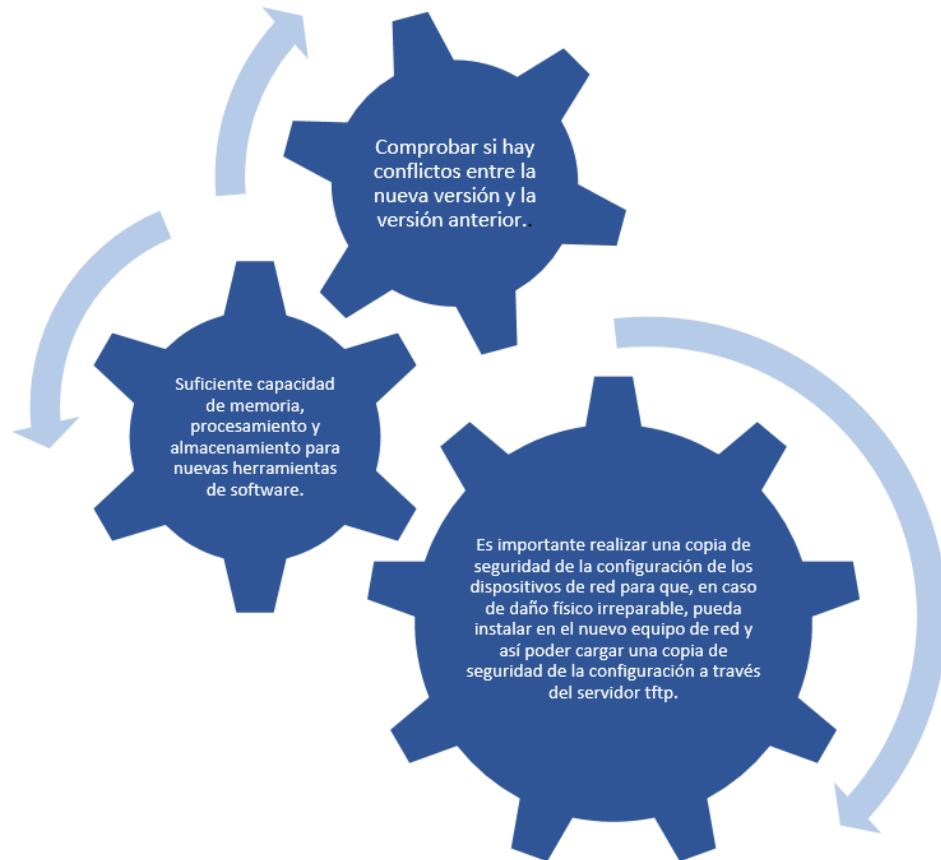 Comprobar si hay
conflictos entre la
nueva versión y la
versión anterior..
Suficiente capacidad
de memoria,
procesamiento y
almacenamiento para
nuevas herramientas
de software.
Es importante realizar una copia de
seguridad de la configuración de los
dispositivos de red para que, en caso
de daño físico irreparable, pueda
instalar en el nuevo equipo de red y
así poder cargar una copia de
seguridad de la configuración a través
del servidor tftp.